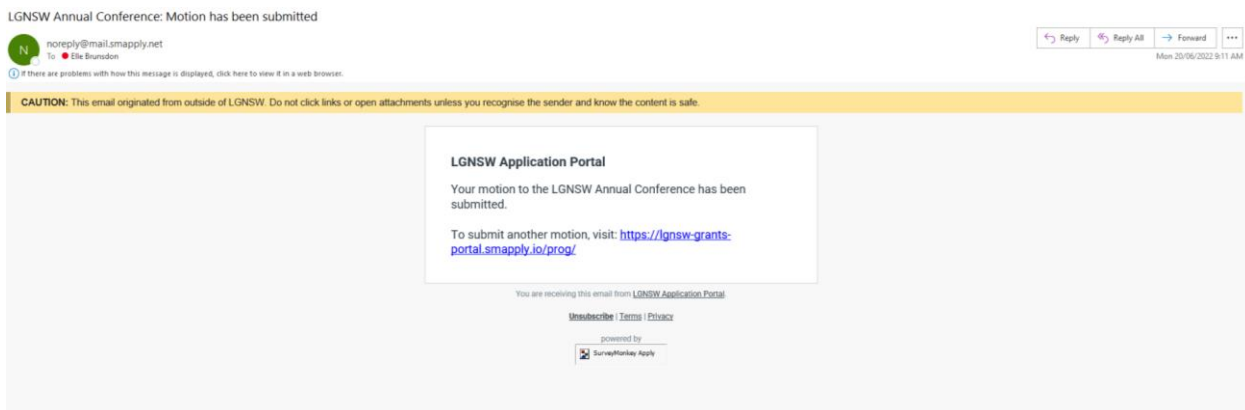 LGNSW Annual Conference: Motion has been submitted
N
noreply@mail.smapply.net
To Elle Brunsdon
Reply
Reply All
Forward
Mon 20/06/2022 9:11 AM
If there are problems with how this message is displayed, click here to view it in a web browser.
CAUTION: This email originated from outside of LGNSW. Do not click links or open attachments unless you recognise the sender and know the content is safe.
LGNSW Application Portal
Your motion to the LGNSW Annual Conference has been
submitted.
To submit another motion, visit: https://lgnsw-grants-
portal.smapply.io/prog/
You are receiving this email from LGNSW Application Portal
Unsubscribe | Terms | Privacy
powered by
SurveyMonkey Apply